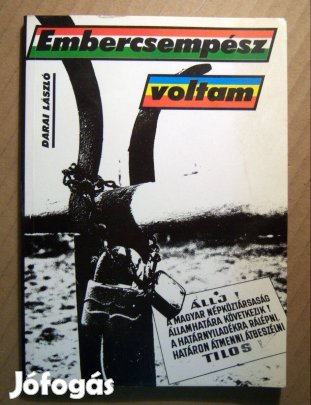 Embercsempész
voltam
DARAI LÁSZLÓ
ÁLLJ !
A MAGYAR NÉPKÖZTÁRSASÁG
ÁLLAMHATÁRA KÖVETKEZIK !
A HATÁRNYILADÉKRA RÁLÉPNI,
HATÁRON ÁTMENNI ÁTBESZÉLNI
TILOS !
Jófogás